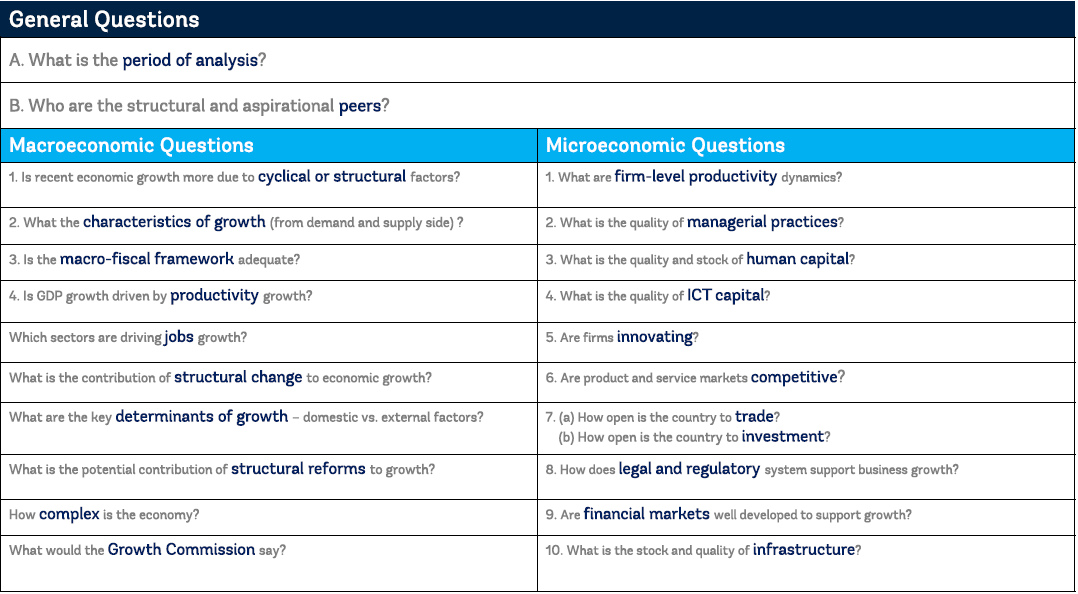 General Questions
A. What is the period of analysis?
B. Who are the structural and aspirational peers?
Macroeconomic Questions
Microeconomic Questions
1. Is recent economic growth more due to cyclical or structural factors?
1. What are firm-level productivity dynamics?
2. What the characteristics of growth (from demand and supply side) ?
2. What is the quality of managerial practices?
3. Is the macro-fiscal framework adequate?
3. What is the quality and stock of human capital?
4. Is GDP growth driven by productivity growth?
4. What is the quality of ICT capital?
Which sectors are driving jobs growth?
5. Are firms innovating?
What is the contribution of structural change to economic growth?
6. Are product and service markets competitive?
What are the key determinants of growth – domestic vs. external factors?
7. (a) How open is the country to trade?
(b) How open is the country to investment?
What is the potential contribution of structural reforms to growth?
8. How does legal and regulatory system support business growth?
How complex is the economy?
9. Are financial markets well developed to support growth?
What would the Growth Commission say?
10. What is the stock and quality of infrastructure?